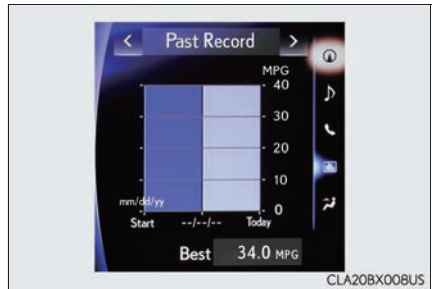 < Past Record >
MPG
40
30
20
10
0
mm/dd/yy
Start --/--/-- Today
Best 34.0 MPG
CLA20BX008US